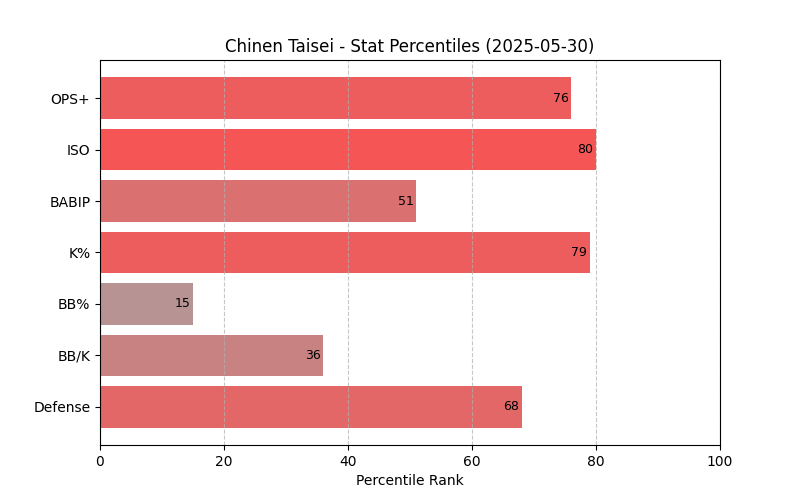 Chinen Taisei - Stat Percentiles (2025-05-30)
OPS+ 76
ISO 80
BABIP 51
K% 79
BB% 15
BB/K 36
Defense 68
0 20 40 60 80 100
Percentile Rank